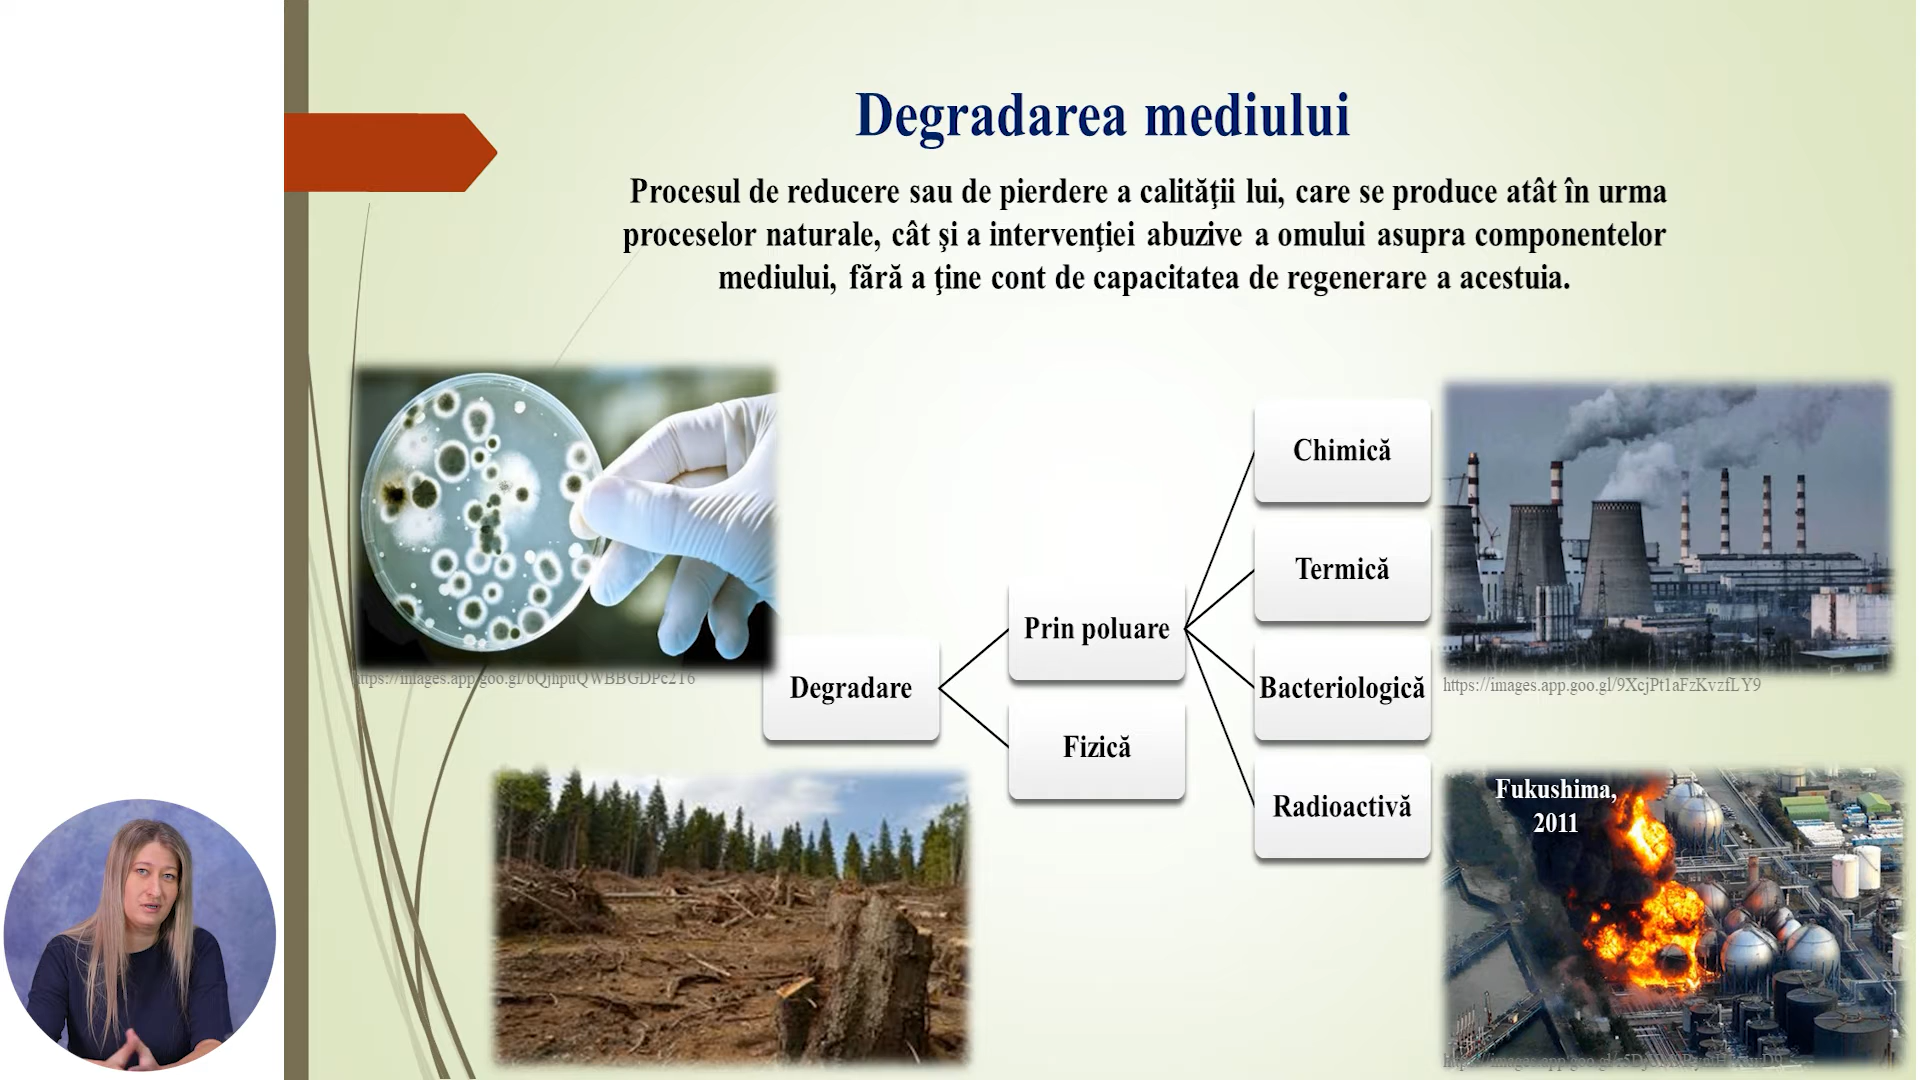 Degradarea mediului
Procesul de reducere sau de pierdere a calităţii lui, care se produce atât în urma
proceselor naturale, cât şi a intervenţiei abuzive a omului asupra componentelor
mediului, fără a ţine cont de capacitatea de regenerare a acestuia.
Chimică
Termică
Prin poluare
Bacteriologică
https://images.app.goo.gl/9XcjPt1aFzKvzfLY9
Degradare
Fizică
Radioactivă
Fukushima,
2011